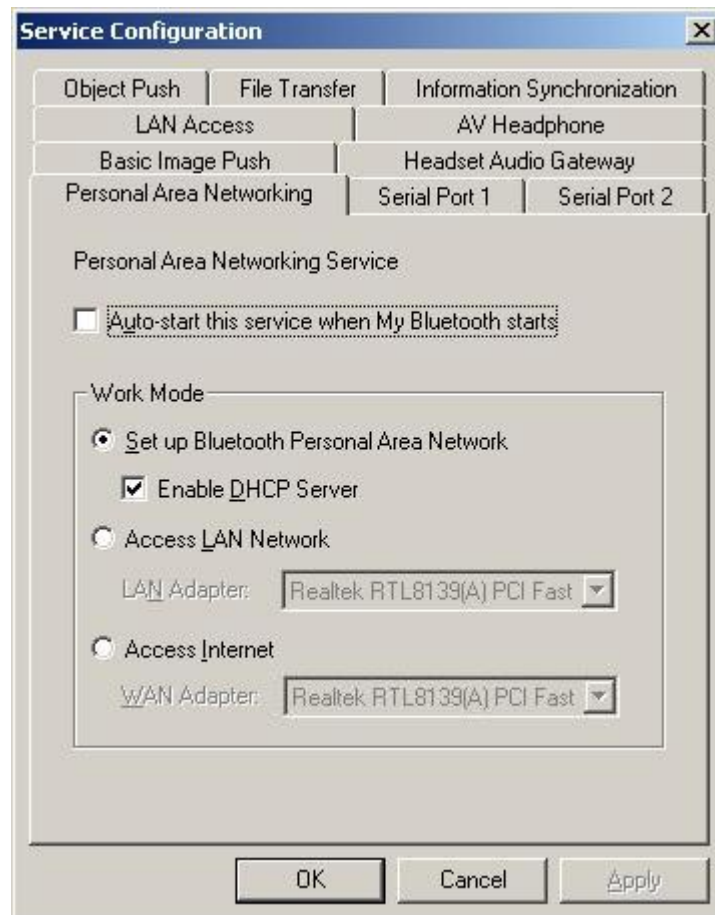 Service Configuration
Object Push File Transfer Information Synchronization
LAN Access AV Headphone
Basic Image Push Headset Audio Gateway
Personal Area Networking Serial Port 1 Serial Port 2
Personal Area Networking Service
Auto-start this service when My Bluetooth starts
Work Mode
Set up Bluetooth Personal Area Network
Enable DHCP Server
Access LAN Network
LAN Adapter: Realtek RTL8139(A) PCI Fast
Access Internet
WAN Adapter: Realtek RTL8139(A) PCI Fast
OK Cancel Apply